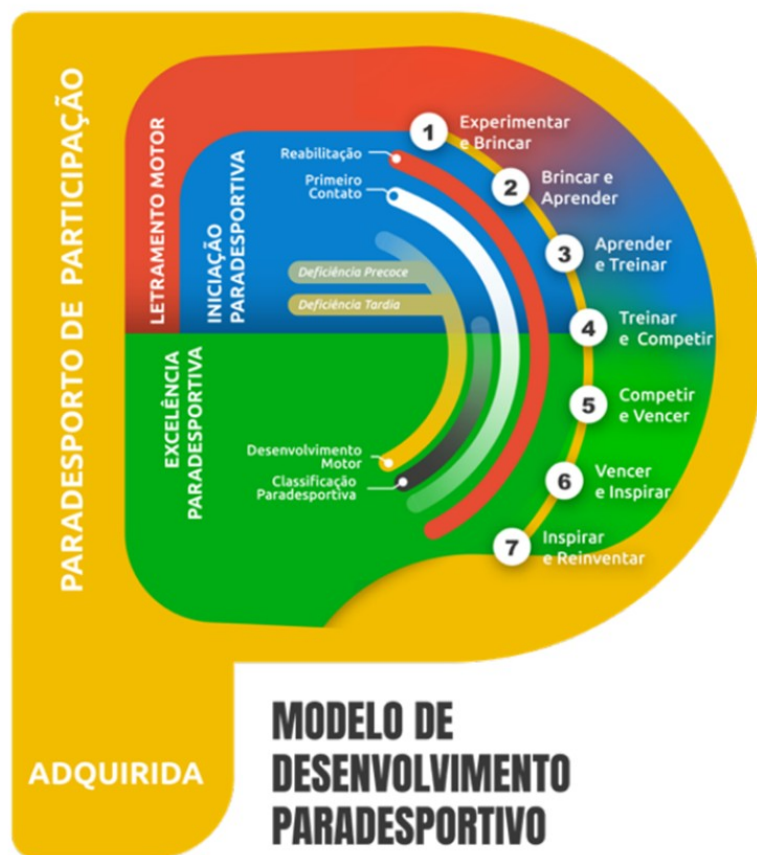 PARADESPORTO DE PARTICIPAÇÃO
LETRAMENTO MOTOR
INICIAÇÃO
PARADESPORTIVA
EXCELÊNCIA
PARADESPORTIVA
Reabilitação
Primeiro
Contato
Deficiência Precoce
Deficiência Tardia
Desenvolvimento
Motor
Classificação
Paradesportiva
1 Experimentar
e Brincar
2 Brincar e
Aprender
3 Aprender
e Treinar
4 Treinar
e Competir
5 Competir
e Vencer
6 Vencer
e Inspirar
7 Inspirar
e Reinventar
ADQUIRIDA
MODELO DE
DESENVOLVIMENTO
PARADESPORTIVO